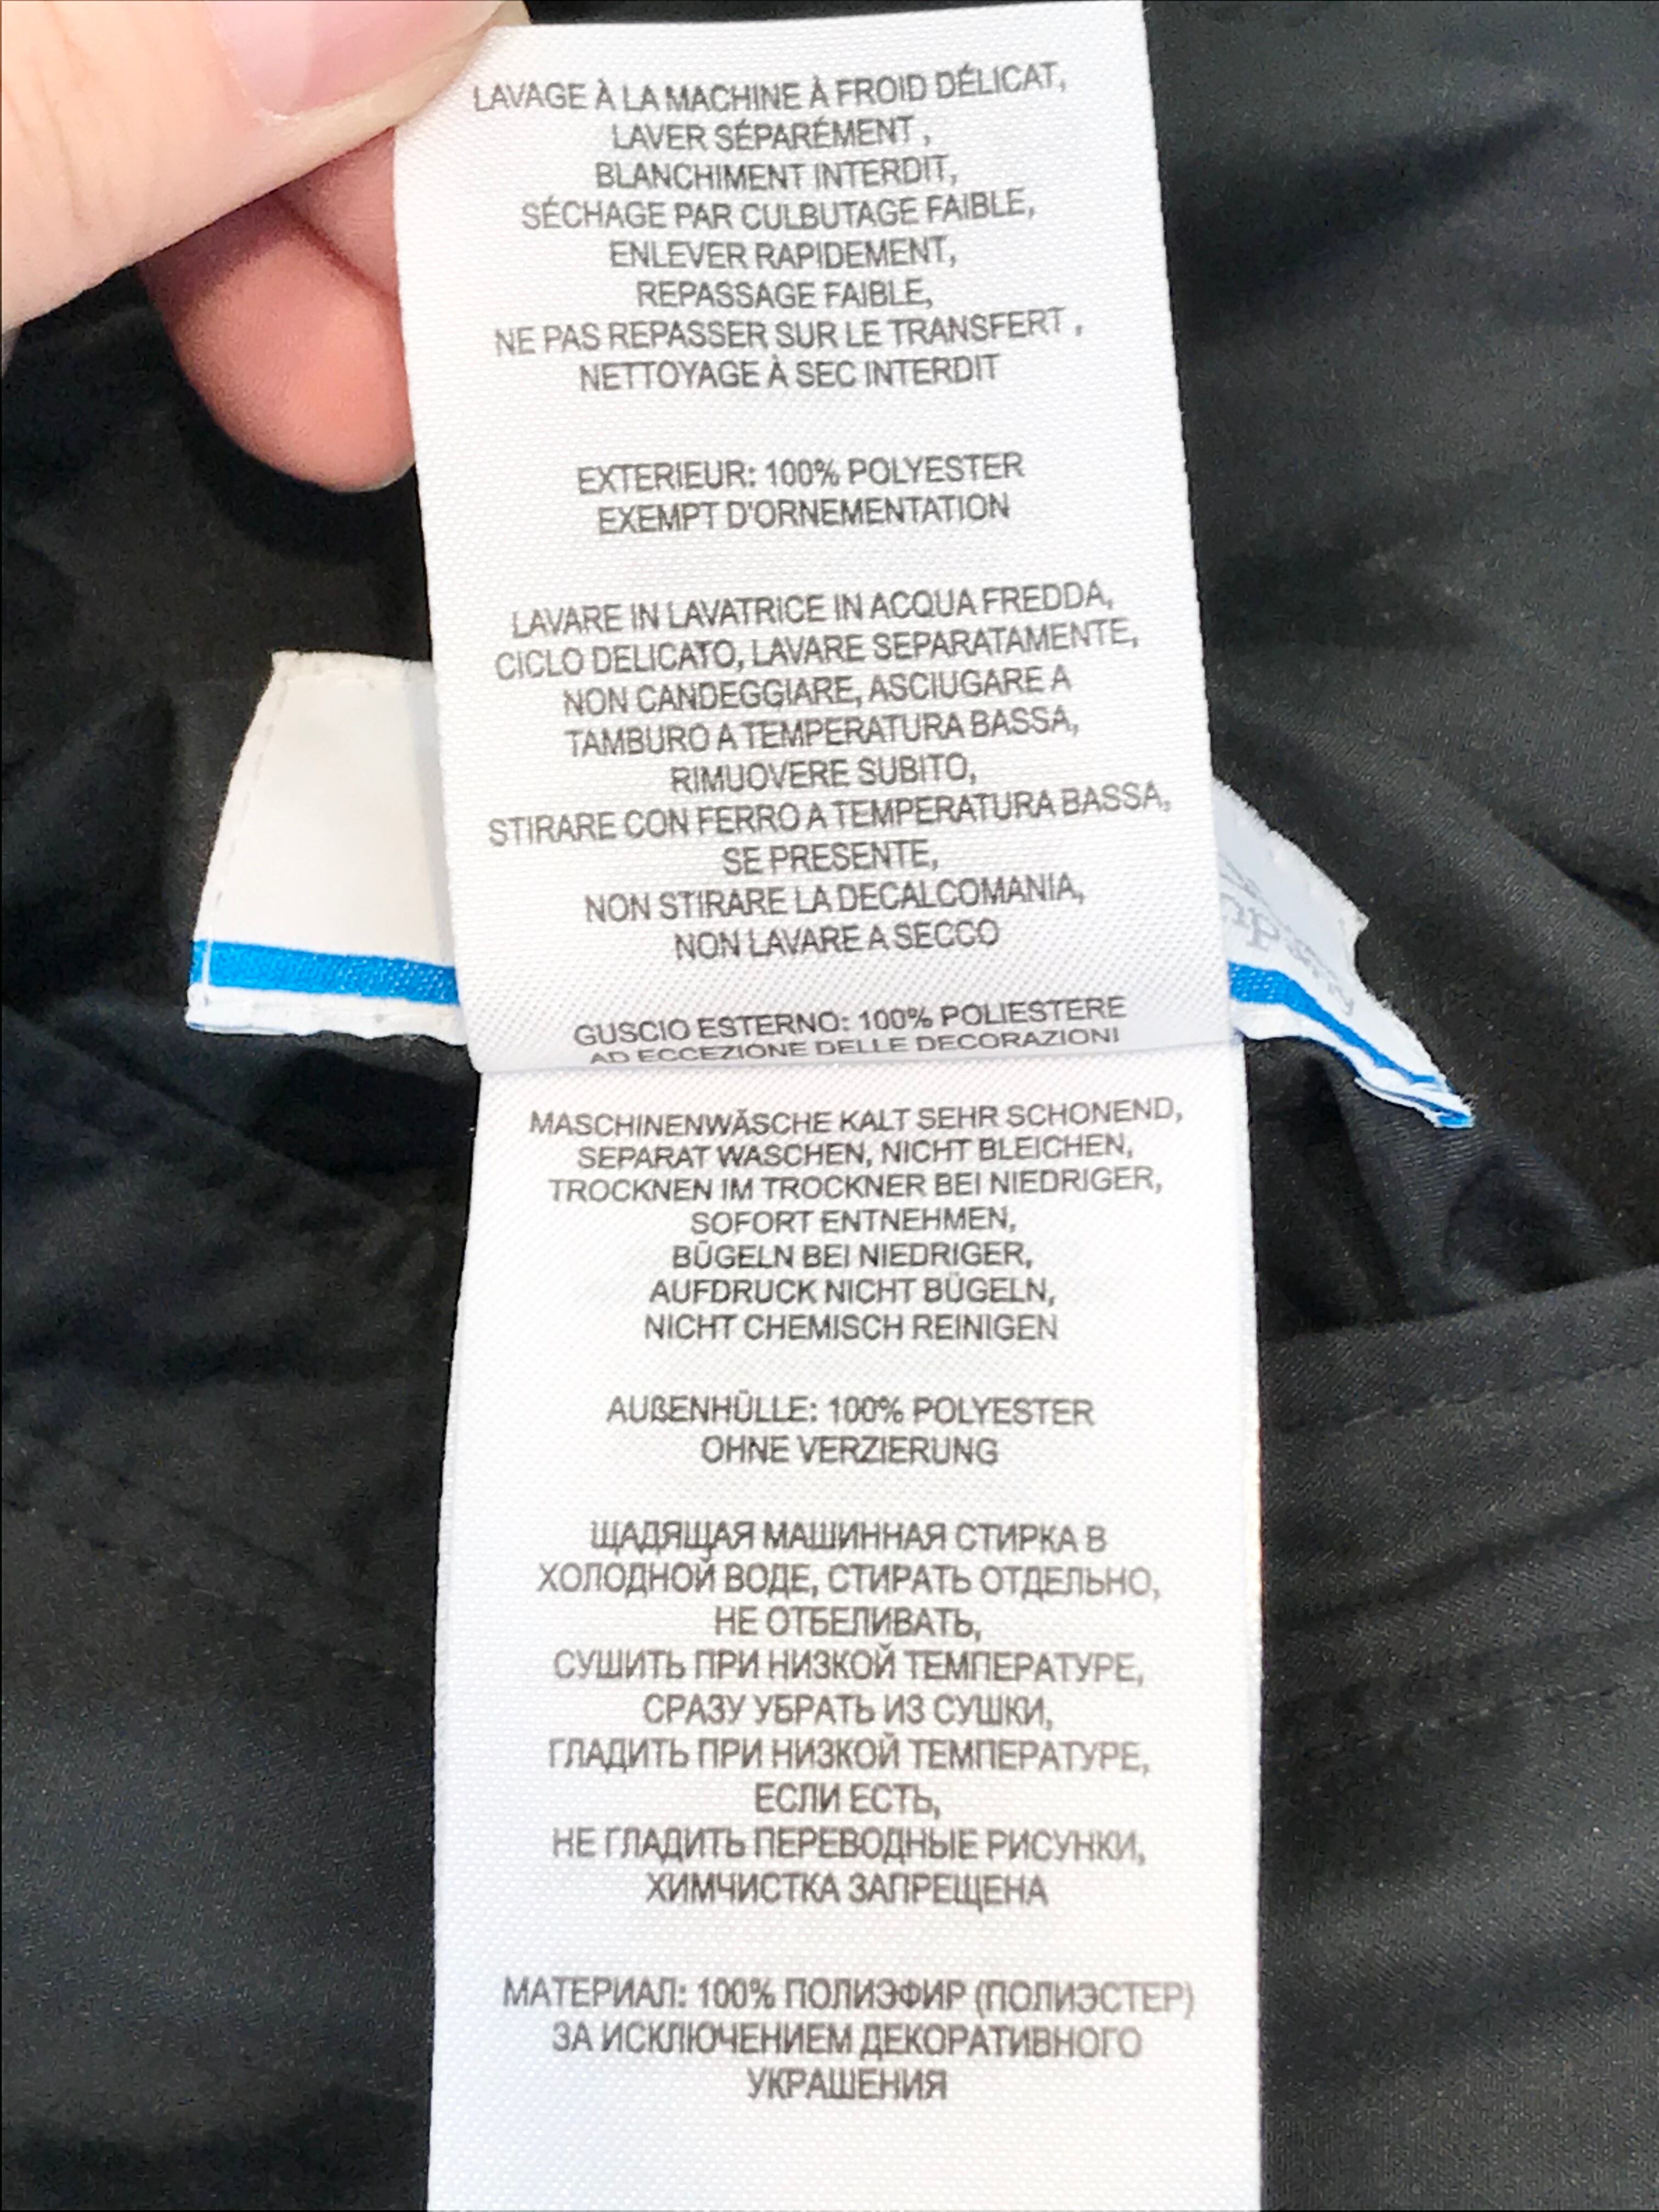 LAVAGE À LA MACHINE À FROID DÉLICAT,
LAVER SÉPARÉMENT ,
BLANCHIMENT INTERDIT,
SÉCHAGE PAR CULBUTAGE FAIBLE,
ENLEVER RAPIDEMENT,
REPASSAGE FAIBLE,
NE PAS REPASSER SUR LE TRANSFERT ,
NETTOYAGE À SEC INTERDIT
EXTERIEUR: 100% POLYESTER
EXEMPT D'ORNEMENTATION
LAVARE IN LAVATRICE IN ACQUA FREDDA,
CICLO DELICATO, LAVARE SEPARATAMENTE,
NON CANDEGGIARE, ASCIUGARE A
TAMBURO A TEMPERATURA BASSA,
RIMUOVERE SUBITO,
STIRARE CON FERRO A TEMPERATURA BASSA,
SE PRESENTE,
NON STIRARE LA DECALCOMANIA,
NON LAVARE A SECCO
GUSCIO ESTERNO: 100% POLIESTERE
AD ECCEZIONE DELLE DECORAZIONI
MASCHINENWÄSCHE KALT SEHR SCHONEND,
SEPARAT WASCHEN, NICHT BLEICHEN,
TROCKNEN IM TROCKNER BEI NIEDRIGER,
SOFORT ENTNEHMEN,
BÜGELN BEI NIEDRIGER,
AUFDRUCK NICHT BÜGELN,
NICHT CHEMISCH REINIGEN
AUßENHÜLLE: 100% POLYESTER
OHNE VERZIERUNG
ЩАДЯЩАЯ МАШИННАЯ СТИРКА В
ХОЛОДНОЙ ВОДЕ, СТИРАТЬ ОТДЕЛЬНО,
НЕ ОТБЕЛИВАТЬ,
СУШИТЬ ПРИ НИЗКОЙ ТЕМПЕРАТУРЕ,
СРАЗУ УБРАТЬ ИЗ СУШКИ,
ГЛАДИТЬ ПРИ НИЗКОЙ ТЕМПЕРАТУРЕ,
ЕСЛИ ЕСТЬ,
НЕ ГЛАДИТЬ ПЕРЕВОДНЫЕ РИСУНКИ,
ХИМЧИСТКА ЗАПРЕЩЕНА
МАТЕРИАЛ: 100% ПОЛИЭФИР (ПОЛИЭСТЕР)
ЗА ИСКЛЮЧЕНИЕМ ДЕКОРАТИВНОГО
УКРАШЕНИЯ